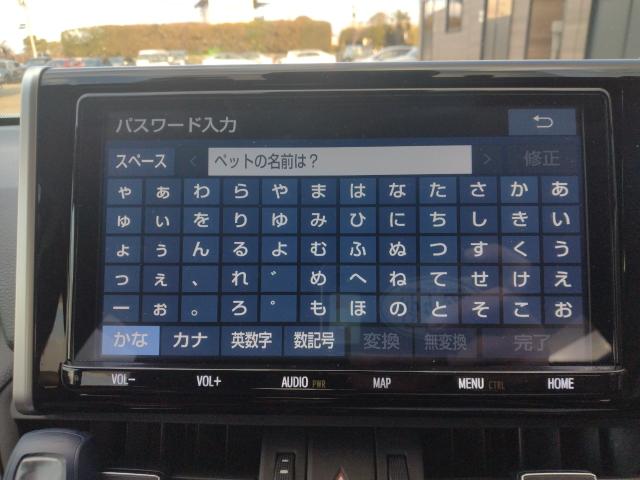 パスワード入力
スペース ペットの名前は？ 修正
ゃ ぁ わ ら や ま は な た さ か あ
ゅ ぃ を り ゆ み ひ に ち し き い
ょ ぅ ん る よ む ふ ぬ つ す く う
っ ぇ 、 れ ゛ め へ ね て せ け え
ー ぉ 。 ろ ゜ も ほ の と そ こ お
かな カナ 英数字 数記号 変換 無変換 完了
VOL− VOL+ AUDIO PWR MAP MENU CTRL HOME